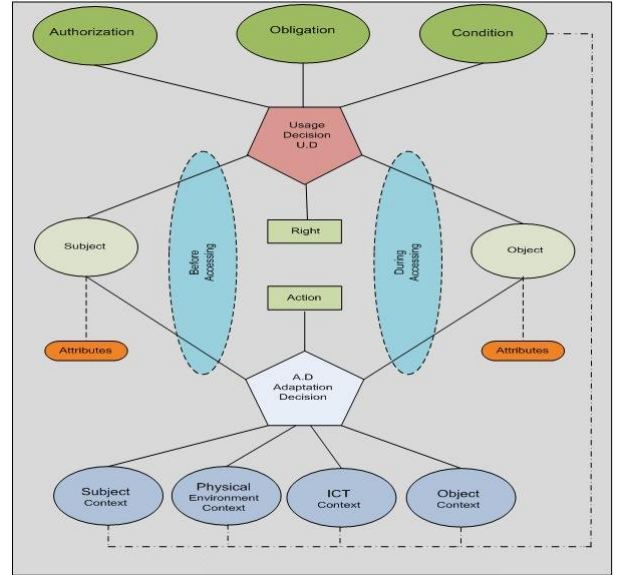 Authorization
Obligation
Condition
Usage
Decision
U.D
Before
Accessing
During
Accessing
Subject
Right
Object
Action
Attributes
Attributes
A.D
Adaptation
Decision
Subject
Context
Physical
Environment
Context
ICT
Context
Object
Context